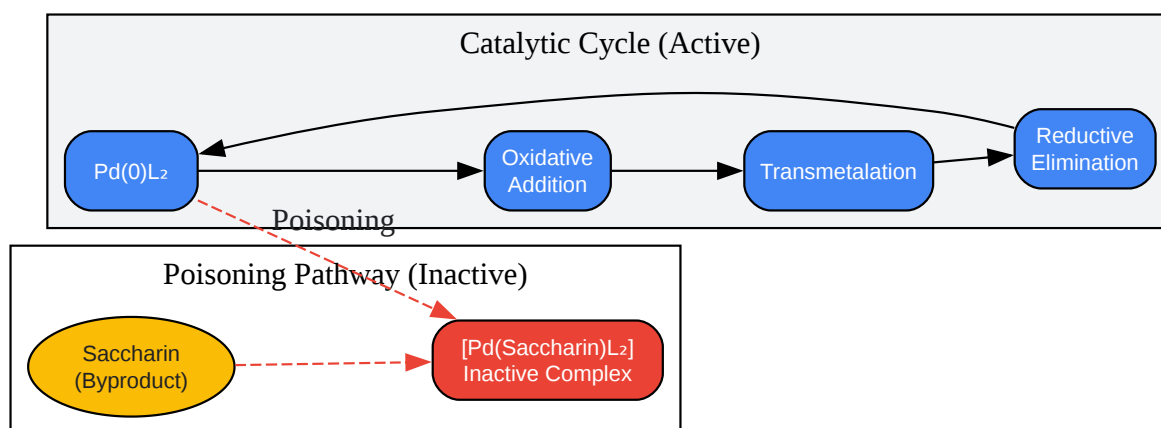 Catalytic Cycle (Active)
Pd(0)L₂
Oxidative
Addition
Transmetalation
Reductive
Elimination
Poisoning
Poisoning Pathway (Inactive)
Saccharin
(Byproduct)
[Pd(Saccharin)L₂]
Inactive Complex